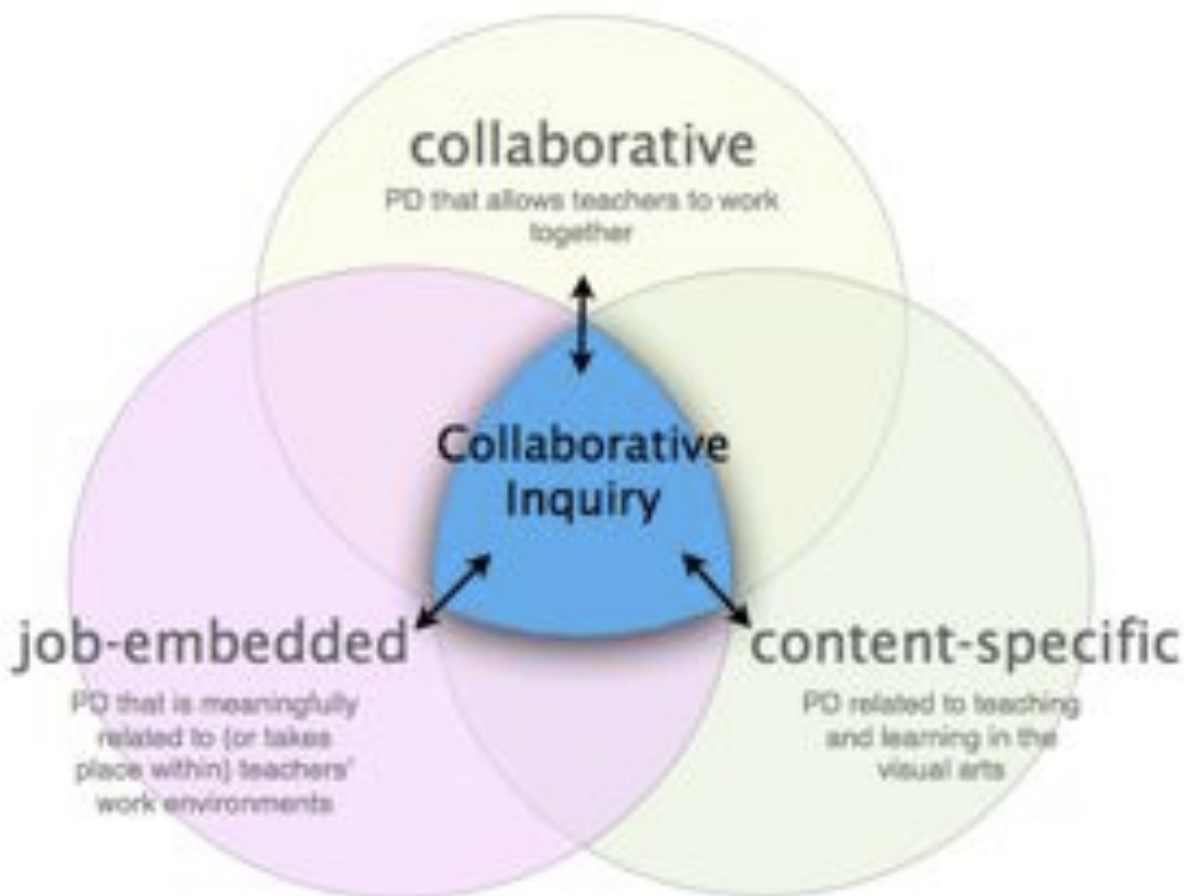 collaborative
PD that allows teachers to work
together
Collaborative
Inquiry
job-embedded
PD that is meaningfully
related to (or takes
place within) teachers'
work environments
content-specific
PD related to teaching
and learning in the
visual arts